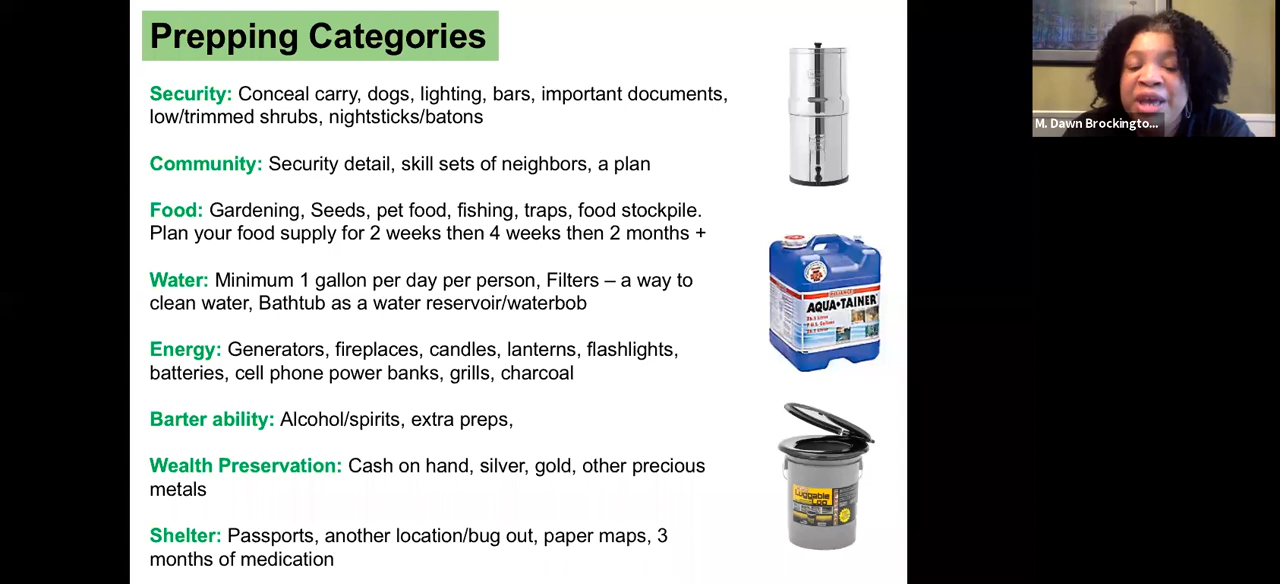 Prepping Categories
Security: Conceal carry, dogs, lighting, bars, important documents,
low/trimmed shrubs, nightsticks/batons
Community: Security detail, skill sets of neighbors, a plan
Food: Gardening, Seeds, pet food, fishing, traps, food stockpile.
Plan your food supply for 2 weeks then 4 weeks then 2 months +
Water: Minimum 1 gallon per day per person, Filters – a way to
clean water, Bathtub as a water reservoir/waterbob
Energy: Generators, fireplaces, candles, lanterns, flashlights,
batteries, cell phone power banks, grills, charcoal
Barter ability: Alcohol/spirits, extra preps,
Wealth Preservation: Cash on hand, silver, gold, other precious
metals
Shelter: Passports, another location/bug out, paper maps, 3
months of medication
AQUA-TAINER
Luggable
Loo
M. Dawn Brockingto...